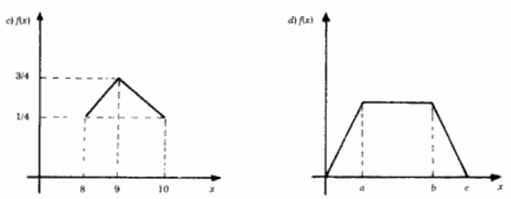 c) f(x)
3/4
1/4
8 9 10 x
d) f(x)
a b c x